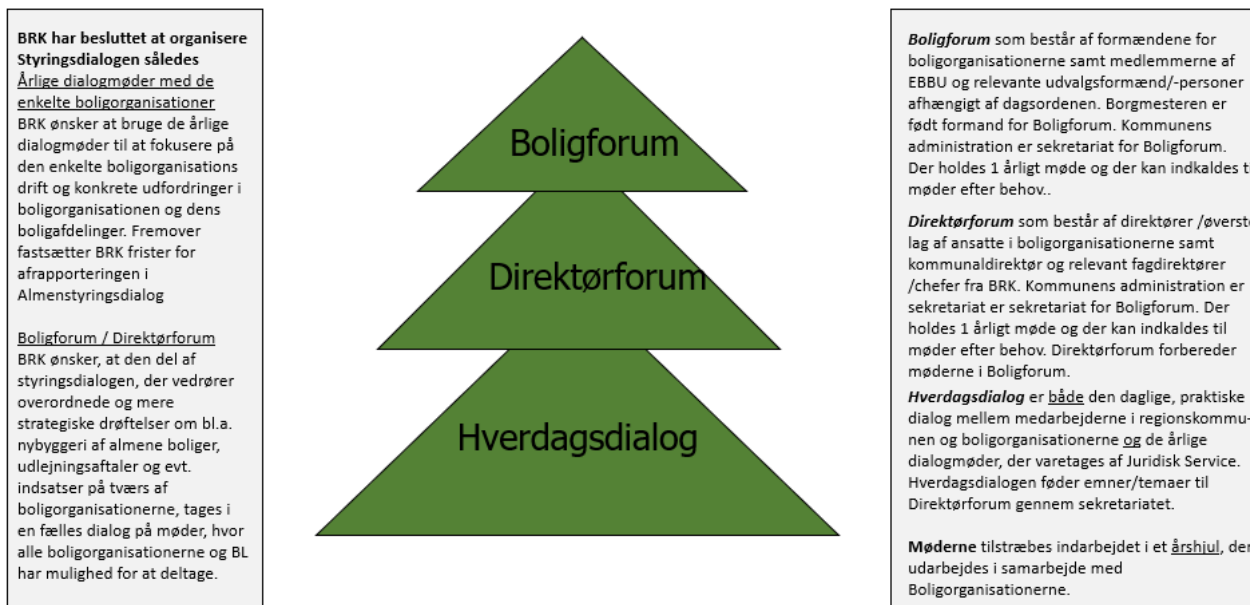 BRK har besluttet at organisere
Styringsdialogen således
Årlige dialogmøder med de
enkelte boligorganisationer
BRK ønsker at bruge de årlige
dialogmøder til at fokusere på
den enkelte boligorganisations
drift og konkrete udfordringer i
boligorganisationen og dens
boligafdelinger. Fremover
fastsætter BRK frister for
afrapporteringen i
Almenstyringsdialog
Boligforum / Direktørforum
BRK ønsker, at den del af
styringsdialogen, der vedrører
overordnede og mere
strategiske drøftelser om bl.a.
nybyggeri af almene boliger,
udlejningsaftaler og evt.
indsatser på tværs af
boligorganisationerne, tages i
en fælles dialog på møder, hvor
alle boligorganisationerne og BL
har mulighed for at deltage.
Boligforum
Direktørforum
Hverdagsdialog
Boligforum som består af formændene for
boligorganisationerne samt medlemmerne af
EBBU og relevante udvalgsformænd/-personer
afhængigt af dagsordenen. Borgmesteren er
født formand for Boligforum. Kommunens
administration er sekretariat for Boligforum.
Der holdes 1 årligt møde og der kan indkaldes
møder efter behov..
Direktørforum som består af direktører /øverste
lag af ansatte i boligorganisationerne samt
kommunaldirektør og relevant fagdirektører
/chefer fra BRK. Kommunens administration er
sekretariat er sekretariat for Boligforum. Der
holdes 1 årligt møde og der kan indkaldes til
møder efter behov. Direktørforum forbereder
møderne i Boligforum.
Hverdagsdialog er både den daglige, praktiske
dialog mellem medarbejderne i regionskommu-
nen og boligorganisationerne og de årlige
dialogmøder, der varetages af Juridisk Service.
Hverdagsdialogen føder emner/temaer til
Direktørforum gennem sekretariatet.
Møderne tilstræbes indarbejdet i et årshjul, der
udarbejdes i samarbejde med
Boligorganisationerne.